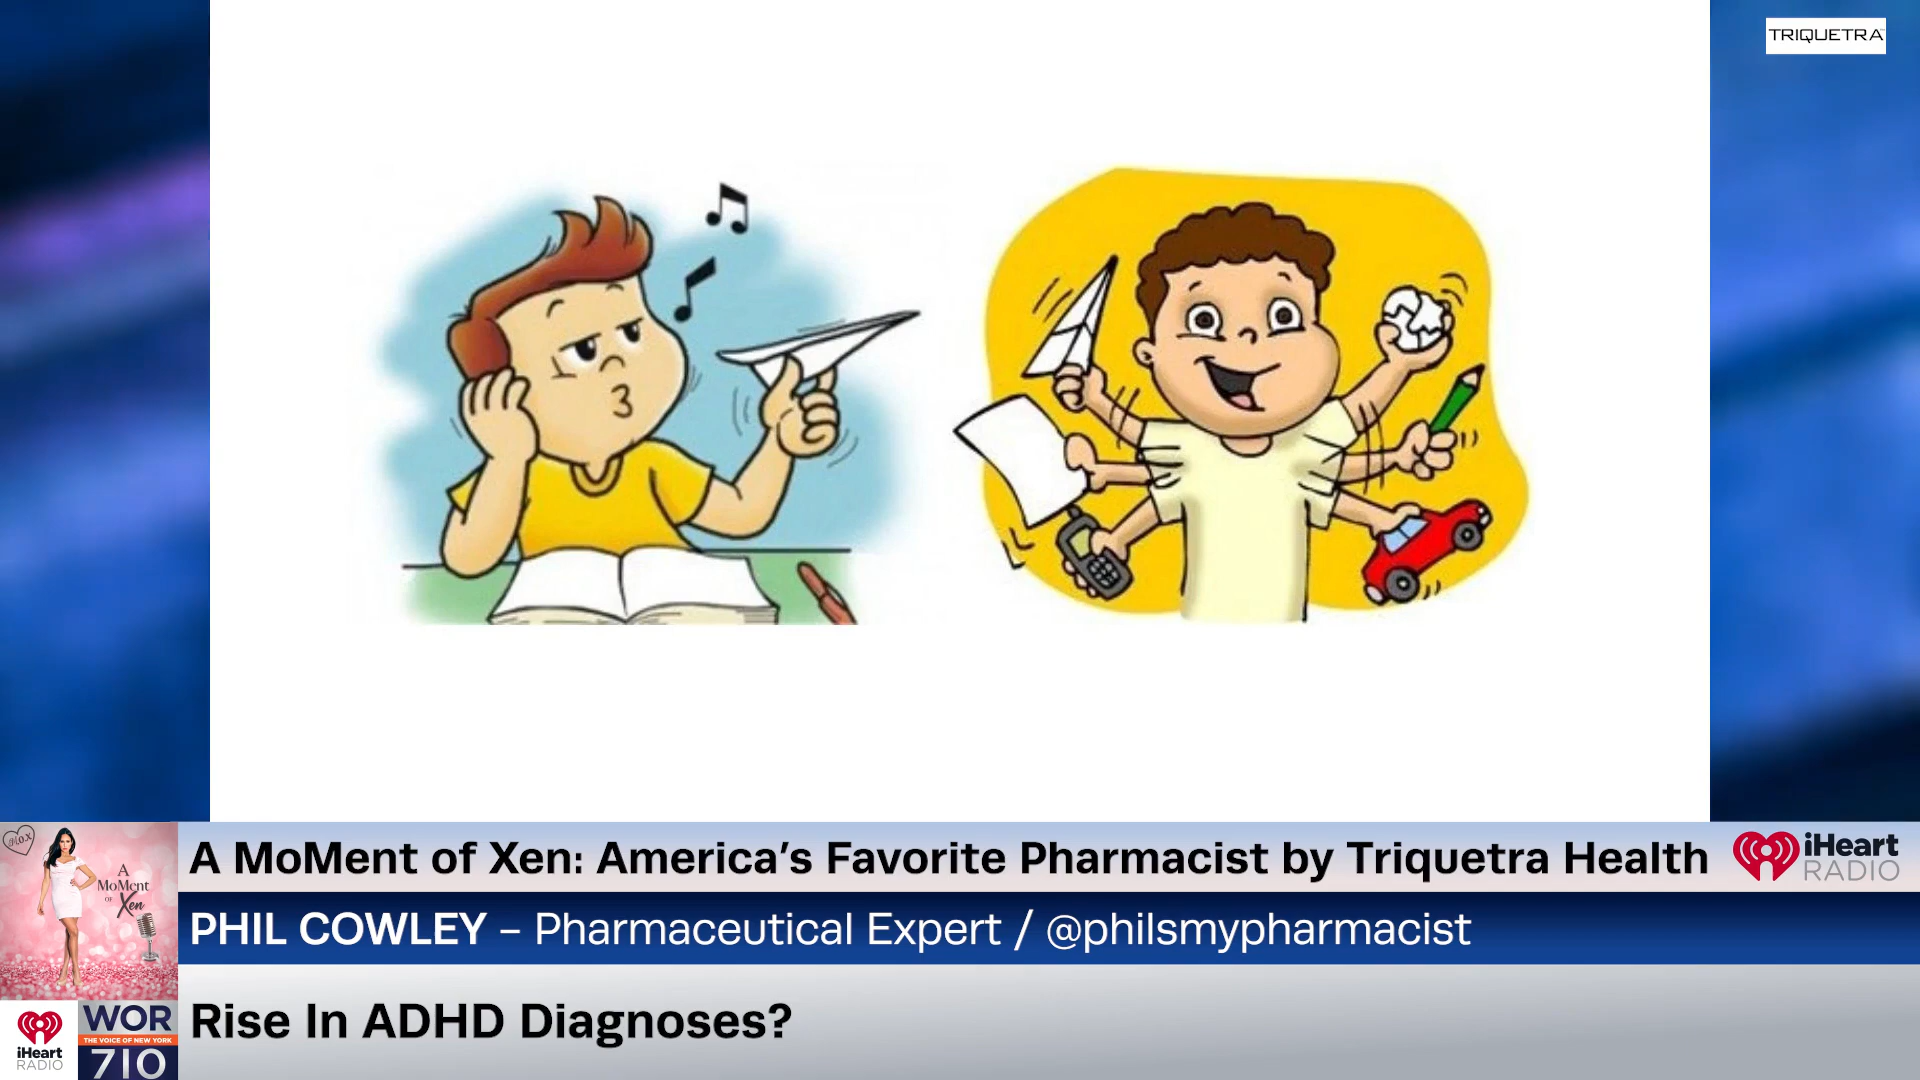 TRIQUETRA
A MoMent of Xen: America's Favorite Pharmacist by Triquetra Health
iHeart
RADIO
PHIL COWLEY – Pharmaceutical Expert / @philsmypharmacist
Rise In ADHD Diagnoses?
M.O.X
A
MoMent
OF
Xen
iHeart
RADIO
WOR
THE VOICE OF NEW YORK
710